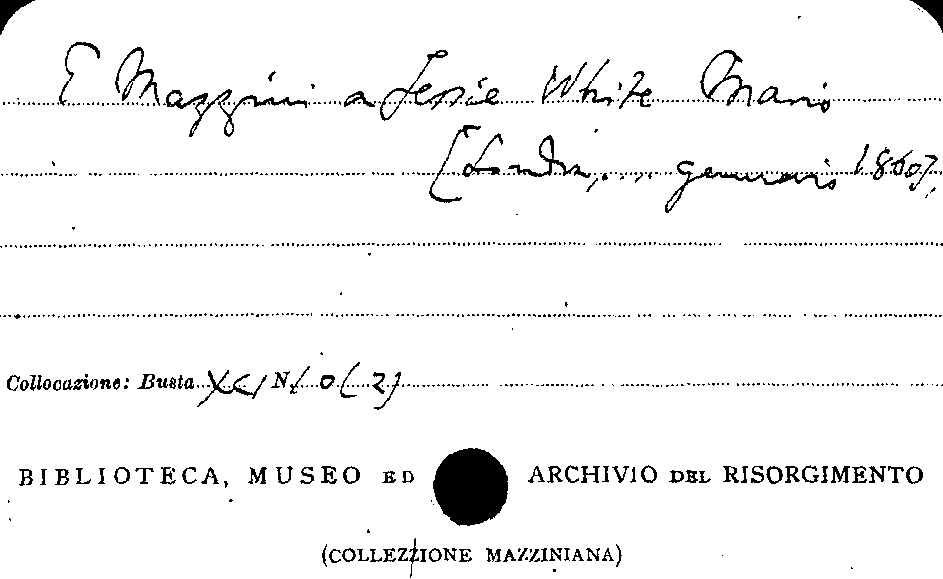 Mazzini a Jessie White Mario
[Londra, .... gennaio 1860].
Collocazione: Busta XCI N. 0 (2)
BIBLIOTECA, MUSEO ED ARCHIVIO DEL RISORGIMENTO
(COLLEZIONE MAZZINIANA)